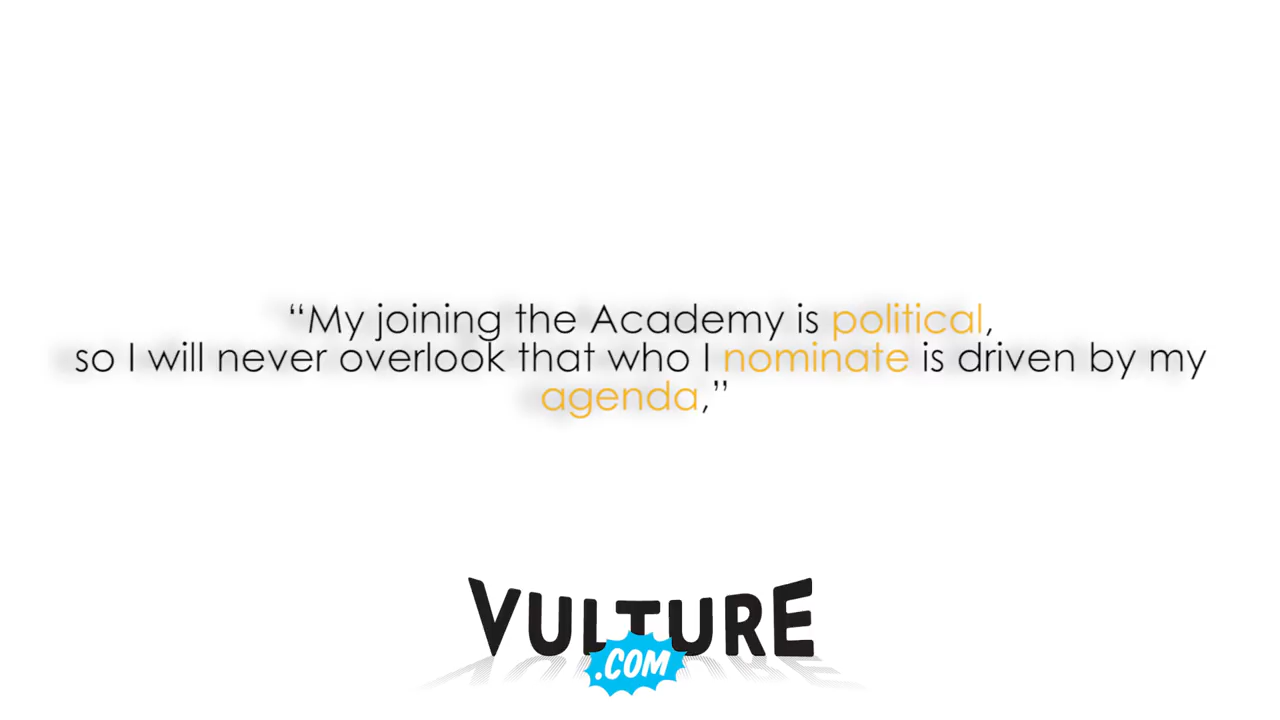 “My joining the Academy is political,
so I will never overlook that who I nominate is driven by my
agenda,”
VULTURE
.COM